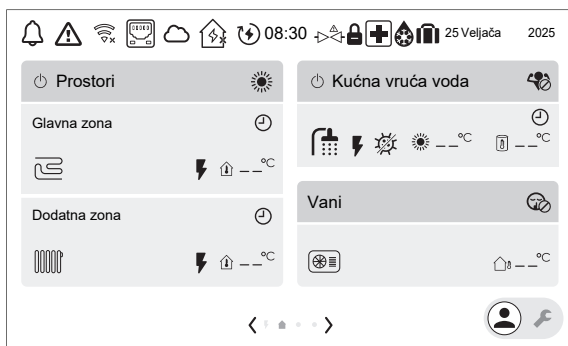 08:30 25 Veljača 2025
Prostori
Glavna zona
_ _°C
Dodatna zona
_ _°C
Kućna vruća voda
_ _°C _ _°C
Vani
_ _°C